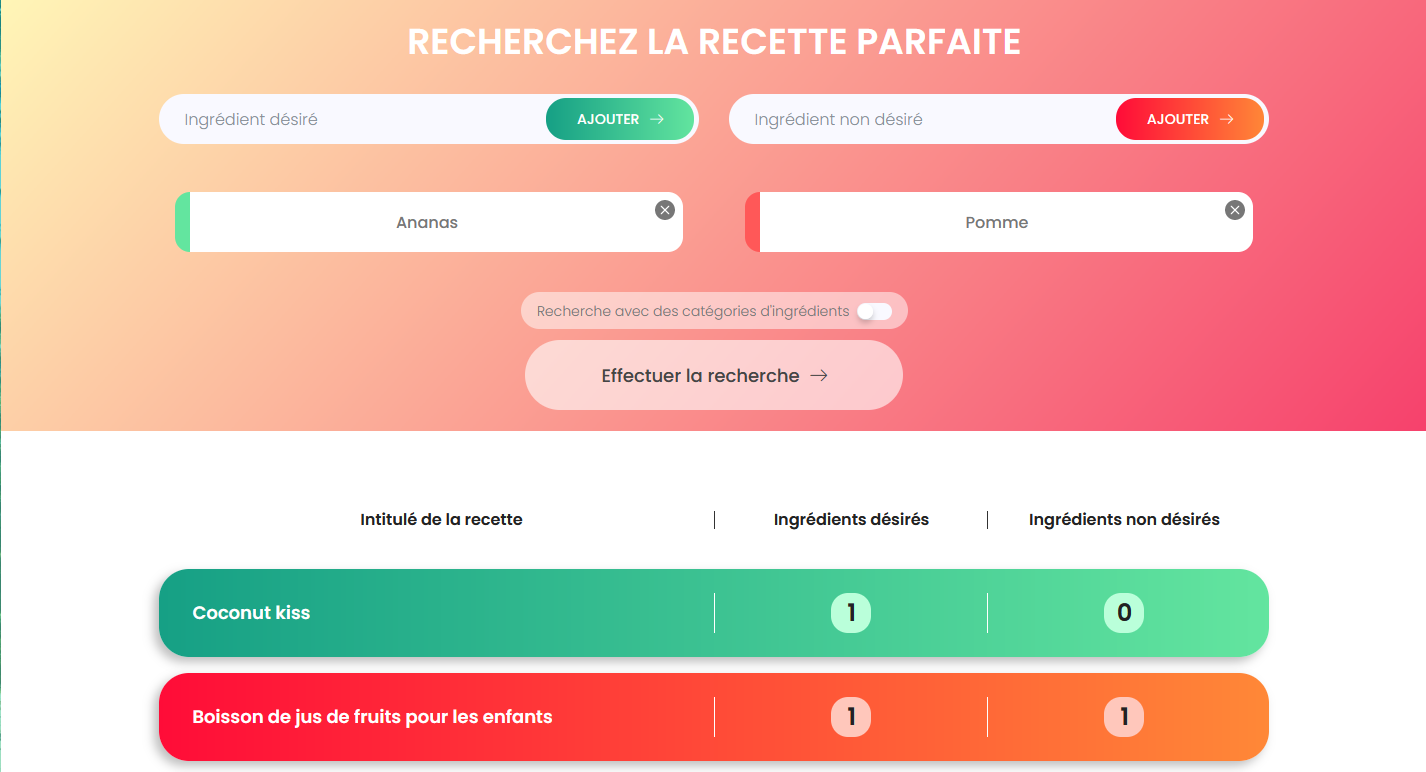 RECHERCHEZ LA RECETTE PARFAITE
Ingrédient désiré
AJOUTER →
Ingrédient non désiré
AJOUTER →
Ananas
Pomme
Recherche avec des catégories d'ingrédients
Effectuer la recherche →
Intitulé de la recette
Ingrédients désirés
Ingrédients non désirés
Coconut kiss
1
0
Boisson de jus de fruits pour les enfants
1
1